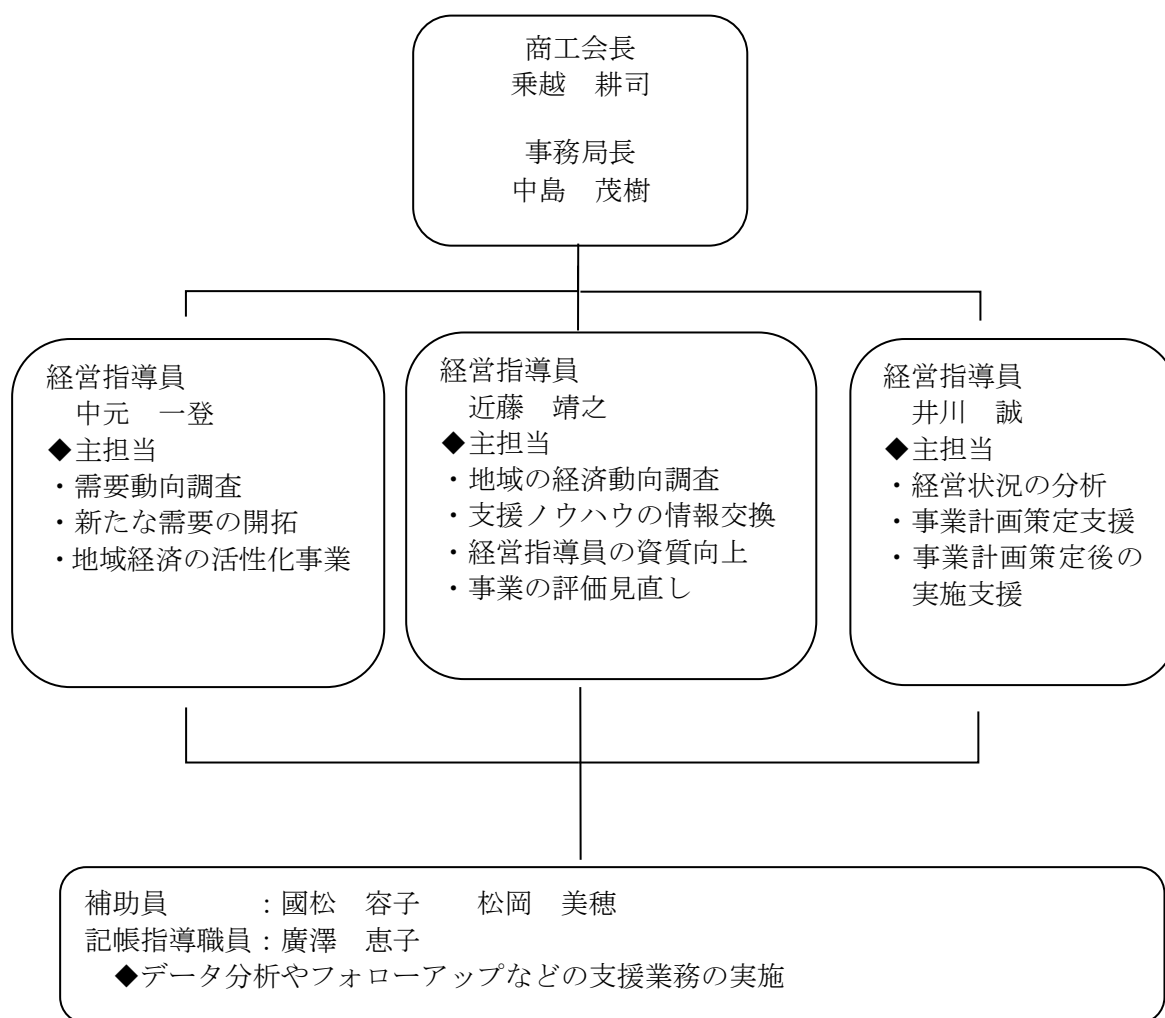 商工会長
乗越　耕司
事務局長
中島　茂樹
経営指導員
中元　一登
◆主担当
・需要動向調査
・新たな需要の開拓
・地域経済の活性化事業
経営指導員
近藤　靖之
◆主担当
・地域の経済動向調査
・支援ノウハウの情報交換
・経営指導員の資質向上
・事業の評価見直し
経営指導員
井川　誠
◆主担当
・経営状況の分析
・事業計画策定支援
・事業計画策定後の
実施支援
補助員　　　：國松　容子　　松岡　美穂
記帳指導職員：廣澤　恵子
◆データ分析やフォローアップなどの支援業務の実施